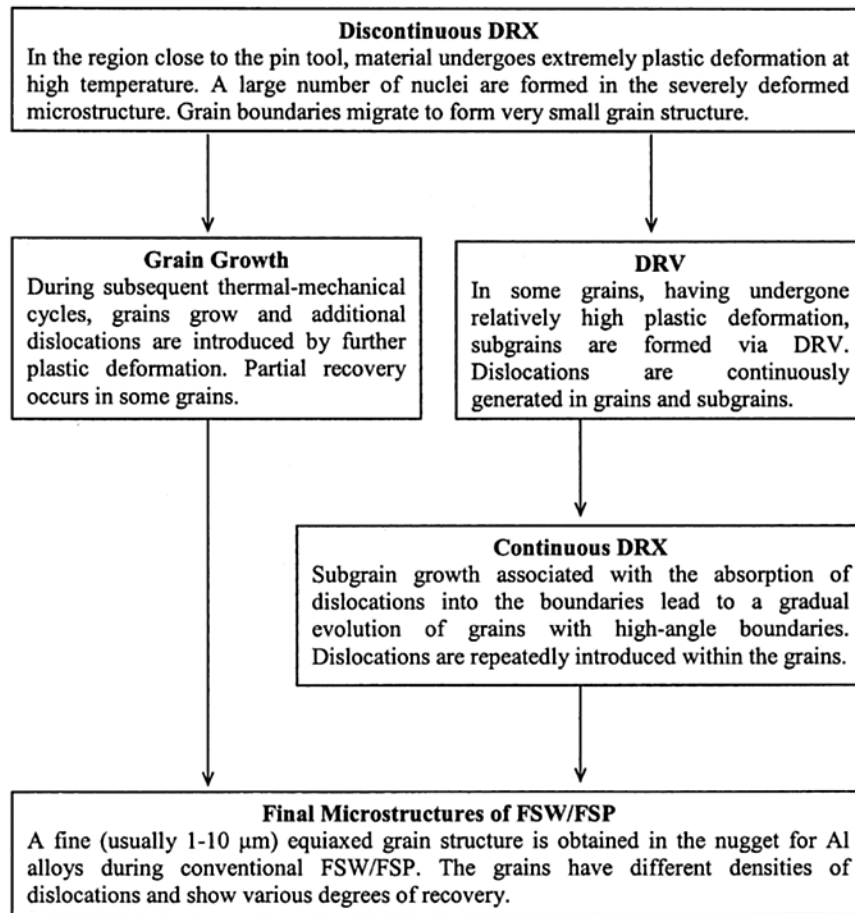 Discontinuous DRX
In the region close to the pin tool, material undergoes extremely plastic deformation at
high temperature. A large number of nuclei are formed in the severely deformed
microstructure. Grain boundaries migrate to form very small grain structure.
Grain Growth
During subsequent thermal-mechanical
cycles, grains grow and additional
dislocations are introduced by further
plastic deformation. Partial recovery
occurs in some grains.
DRV
In some grains, having undergone
relatively high plastic deformation,
subgrains are formed via DRV.
Dislocations are continuously
generated in grains and subgrains.
Continuous DRX
Subgrain growth associated with the absorption of
dislocations into the boundaries lead to a gradual
evolution of grains with high-angle boundaries.
Dislocations are repeatedly introduced within the grains.
Final Microstructures of FSW/FSP
A fine (usually 1-10 μm) equiaxed grain structure is obtained in the nugget for Al
alloys during conventional FSW/FSP. The grains have different densities of
dislocations and show various degrees of recovery.